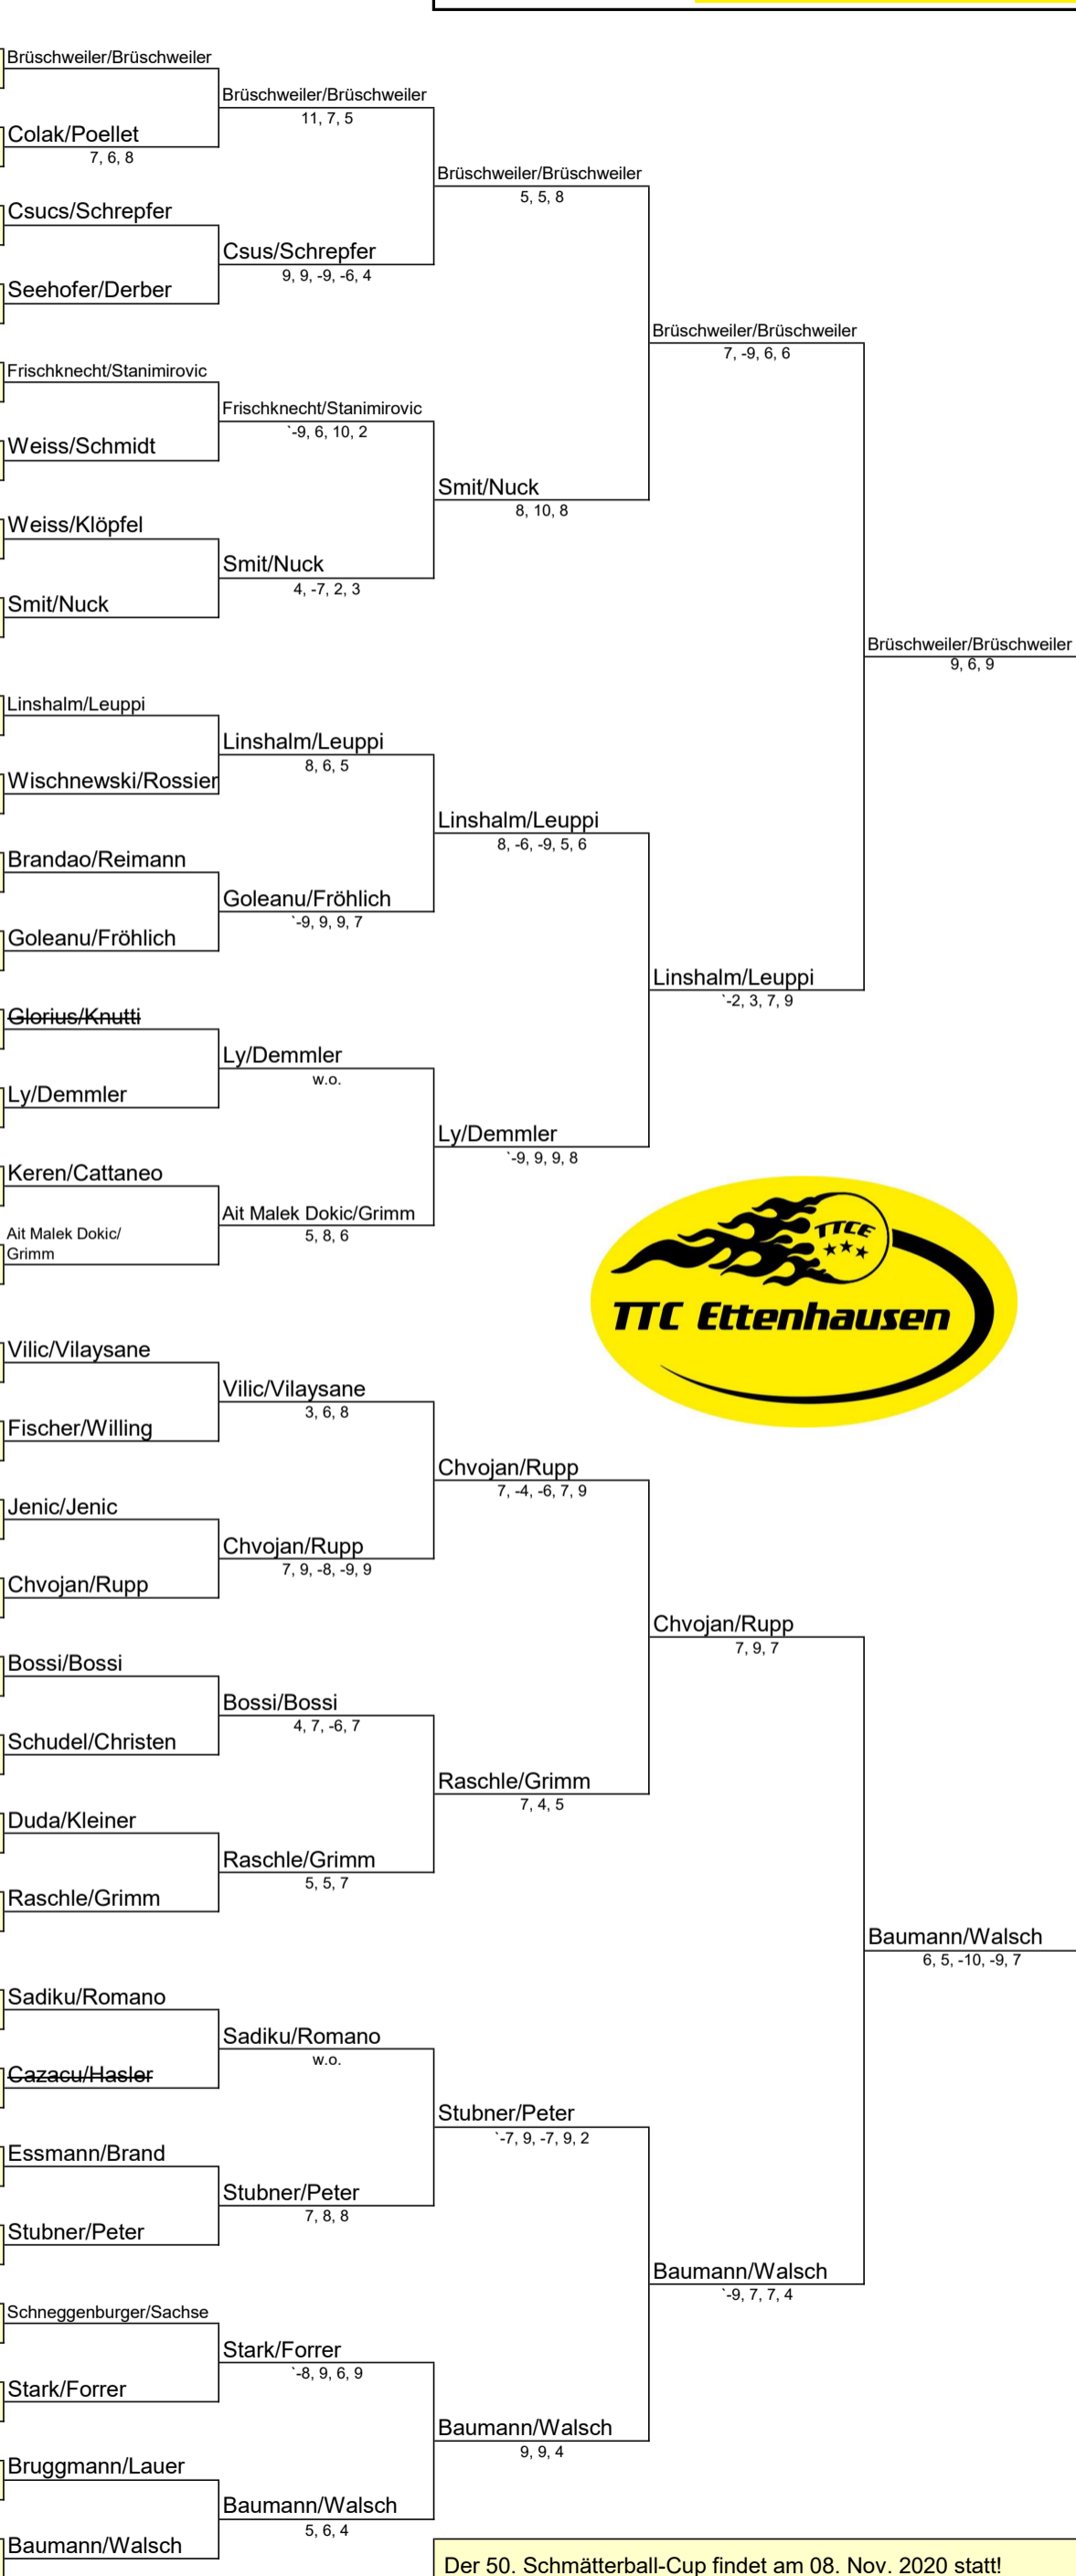 Brüschweiler/Brüschweiler
Brüschweiler/Brüschweiler
11, 7, 5
Colak/Poellet
7, 6, 8
Brüschweiler/Brüschweiler
5, 5, 8
Csucs/Schrepfer
Csus/Schrepfer
9, 9, -9, -6, 4
Seehofer/Derber
Brüschweiler/Brüschweiler
7, -9, 6, 6
Frischknecht/Stanimirovic
Frischknecht/Stanimirovic
`-9, 6, 10, 2
Weiss/Schmidt
Smit/Nuck
8, 10, 8
Weiss/Klöpfel
Smit/Nuck
4, -7, 2, 3
Smit/Nuck
Brüschweiler/Brüschweiler
9, 6, 9
Linshalm/Leuppi
Linshalm/Leuppi
8, 6, 5
Wischnewski/Rossier
Linshalm/Leuppi
8, -6, -9, 5, 6
Brandao/Reimann
Goleanu/Fröhlich
`-9, 9, 9, 7
Goleanu/Fröhlich
Linshalm/Leuppi
`-2, 3, 7, 9
Glorius/Knutti
Ly/Demmler
w.o.
Ly/Demmler
Ly/Demmler
`-9, 9, 9, 8
Keren/Cattaneo
Ait Malek Dokic/Grimm
5, 8, 6
Ait Malek Dokic/
Grimm
TTCE
TTC Ettenhausen
Vilic/Vilaysane
Vilic/Vilaysane
3, 6, 8
Fischer/Willing
Chvojan/Rupp
7, -4, -6, 7, 9
Jenic/Jenic
Chvojan/Rupp
7, 9, -8, -9, 9
Chvojan/Rupp
Chvojan/Rupp
7, 9, 7
Bossi/Bossi
Bossi/Bossi
4, 7, -6, 7
Schudel/Christen
Raschle/Grimm
7, 4, 5
Duda/Kleiner
Raschle/Grimm
5, 5, 7
Raschle/Grimm
Baumann/Walsch
6, 5, -10, -9, 7
Sadiku/Romano
Sadiku/Romano
w.o.
Cazacu/Hasler
Stubner/Peter
`-7, 9, -7, 9, 2
Essmann/Brand
Stubner/Peter
7, 8, 8
Stubner/Peter
Baumann/Walsch
`-9, 7, 7, 4
Schneggenburger/Sachse
Stark/Forrer
`-8, 9, 6, 9
Stark/Forrer
Baumann/Walsch
9, 9, 4
Bruggmann/Lauer
Baumann/Walsch
5, 6, 4
Baumann/Walsch
Der 50. Schmätterball-Cup findet am 08. Nov. 2020 statt!